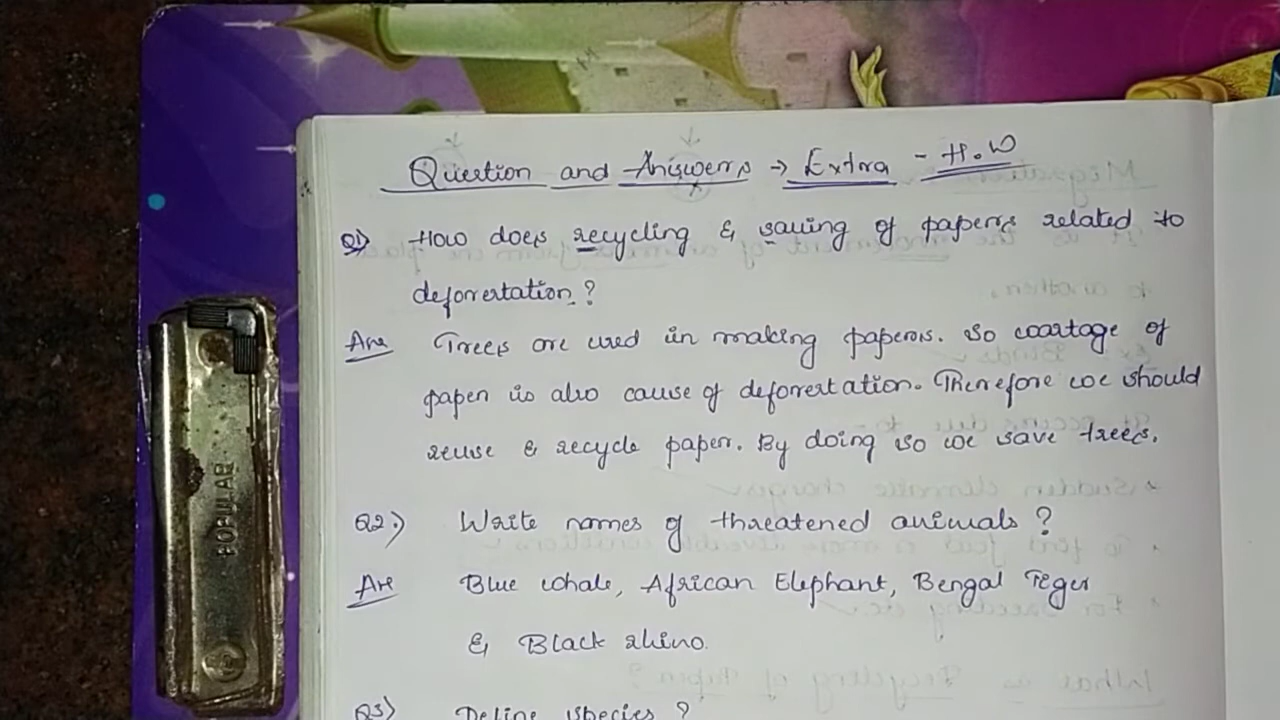 Question and Answers → Extra - H.W
Q1) How does recycling & saving of papers related to
deforestation?
Ans Trees are used in making papers. So wastage of
paper is also cause of deforestation. Therefore we should
reuse & recycle paper. By doing so we save trees.
Q2.) Write names of threatened animals?
Ans Blue whale, African Elephant, Bengal Teger
& Black rhino.
Q3) Define species?
POPULAR